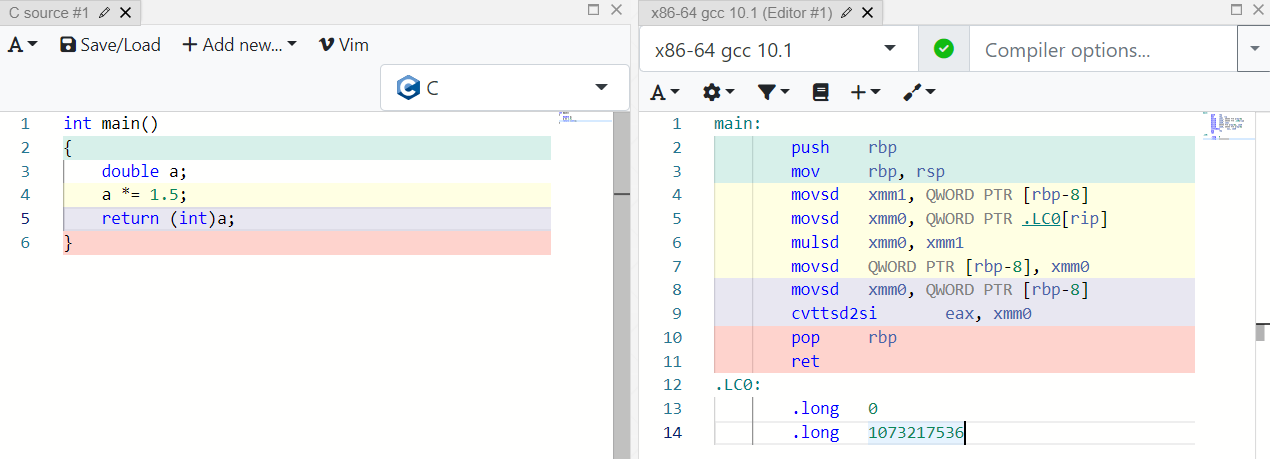 C source #1
A Save/Load + Add new... Vim
C
1 int main()
2 {
3 double a;
4 a *= 1.5;
5 return (int)a;
6 }
x86-64 gcc 10.1 (Editor #1)
x86-64 gcc 10.1 Compiler options...
A
1 main:
2 push rbp
3 mov rbp, rsp
4 movsd xmm1, QWORD PTR [rbp-8]
5 movsd xmm0, QWORD PTR .LC0[rip]
6 mulsd xmm0, xmm1
7 movsd QWORD PTR [rbp-8], xmm0
8 movsd xmm0, QWORD PTR [rbp-8]
9 cvttsd2si eax, xmm0
10 pop rbp
11 ret
12 .LC0:
13 .long 0
14 .long 1073217536